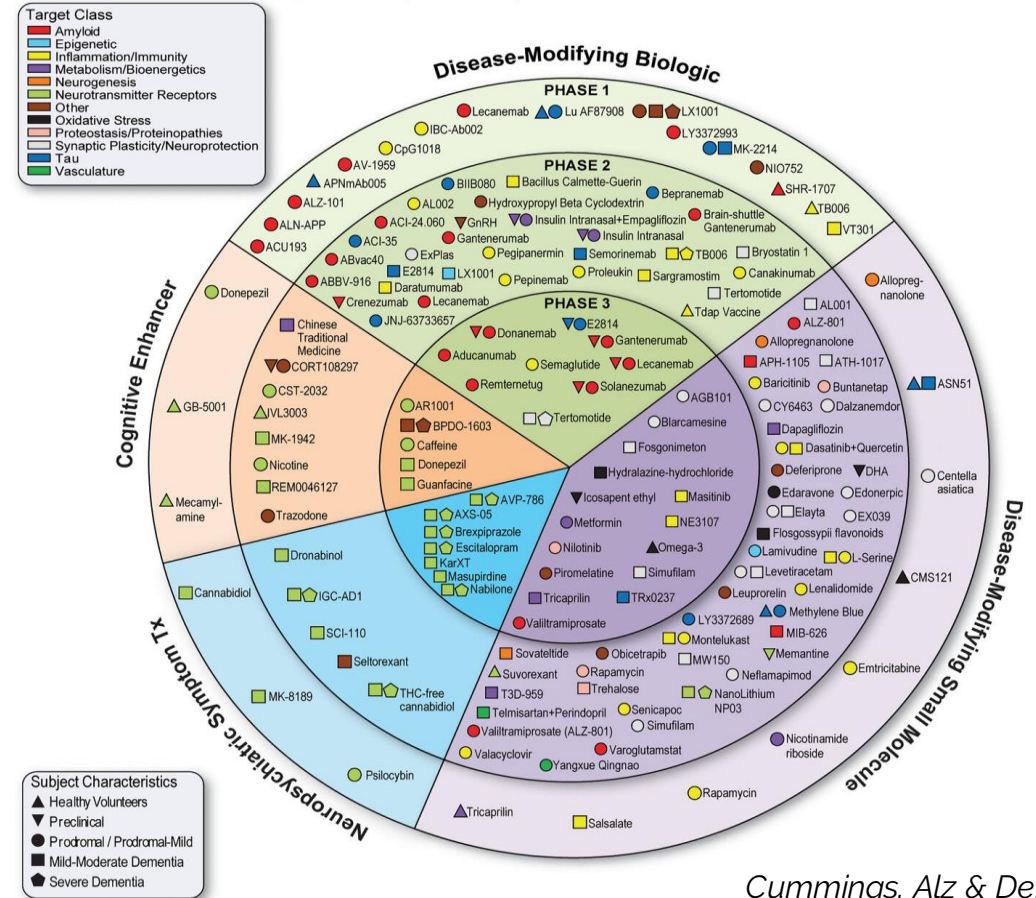 Target Class
Amyloid
Epigenetic
Inflammation/Immunity
Metabolism/Bioenergetics
Neurogenesis
Neurotransmitter Receptors
Other
Oxidative Stress
Proteostasis/Proteinopathies
Synaptic Plasticity/Neuroprotection
Tau
Vasculature
Disease-Modifying Biologic
PHASE 1
Lecanemab
Lu AF87908
LX1001
IBC-Ab002
LY3372993
CpG1018
MK-2214
AV-1959
NIO752
APNmAb005
SHR-1707
ALZ-101
TB006
ALN-APP
VT301
ACU193
PHASE 2
BIIB080
Bacillus Calmette-Guerin
Bepranemab
AL002
Hydroxypropyl Beta Cyclodextrin
ACI-24.060
GnRH
Insulin Intranasal+Empagliflozin
Brain-shuttle
Gantenerumab
ACI-35
Gantenerumab
Insulin Intranasal
ABvac40
ExPlas
Pegipanermin
Semorinemab
TB006
Bryostatin 1
E2814
LX1001
Proleukin
Sargramostim
Canakinumab
ABBV-916
Daratumumab
Pepinemab
Tertomotide
Crenezumab
Lecanemab
Tdap Vaccine
JNJ-63733657
PHASE 3
Donanemab
E2814
Gantenerumab
Aducanumab
Semaglutide
Lecanemab
Remternetug
Solanezumab
Tertomotide
Cognitive Enhancer
Donepezil
GB-5001
Mecamyl-
amine
Chinese
Traditional
Medicine
CORT108297
CST-2032
IVL3003
MK-1942
Nicotine
REM0046127
Trazodone
AR1001
BPDO-1603
Caffeine
Donepezil
Guanfacine
Neuropsychiatric Symptom Tx
Cannabidiol
MK-8189
Psilocybin
Dronabinol
IGC-AD1
SCI-110
Seltorexant
THC-free
cannabidiol
AVP-786
AXS-05
Brexpiprazole
Escitalopram
KarXT
Masupirdine
Nabilone
Disease-Modifying Small Molecule
AGB101
Blarcamesine
Fosgonimeton
Hydralazine-hydrochloride
Icosapent ethyl
Masitinib
Metformin
NE3107
Nilotinib
Omega-3
Piromelatine
Simufilam
Tricaprilin
TRx0237
Valiltramiprosate
AL001
ALZ-801
Allopregnanolone
APH-1105
ATH-1017
Baricitinib
Buntanetap
CY6463
Dalzanemdor
Dapagliflozin
Dasatinib+Quercetin
Deferiprone
DHA
Edaravone
Edonerpic
Elayta
EX039
Flosgossypii flavonoids
Lamivudine
L-Serine
Levetiracetam
Leuprorelin
Lenalidomide
LY3372689
Methylene Blue
MIB-626
Montelukast
Memantine
Sovateltide
Obicetrapib
MW150
Suvorexant
Rapamycin
Neflamapimod
T3D-959
Trehalose
NanoLithium
NP03
Telmisartan+Perindopril
Senicapoc
Simufilam
Valiltramiprosate (ALZ-801)
Valacyclovir
Varoglutamstat
Yangxue Qingnao
Allopreg-
nanolone
ASN51
Centella
asiatica
CMS121
Emtricitabine
Nicotinamide
riboside
Rapamycin
Tricaprilin
Salsalate
Subject Characteristics
Healthy Volunteers
Preclinical
Prodromal / Prodromal-Mild
Mild-Moderate Dementia
Severe Dementia
Cummings, Alz & De